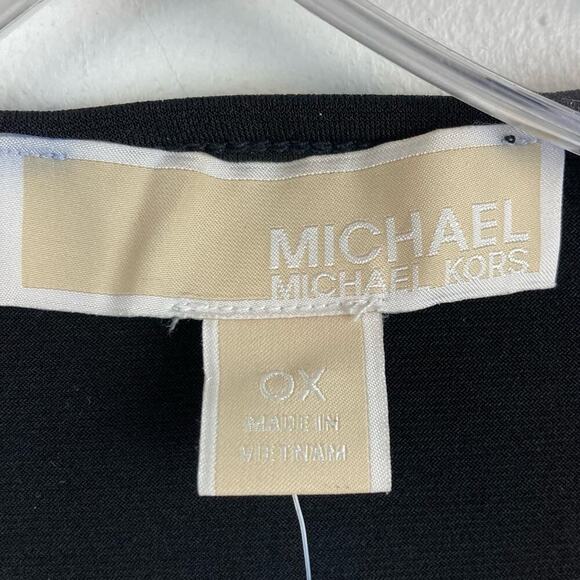 MICHAEL
MICHAEL KORS
0X
MADE IN
VIETNAM